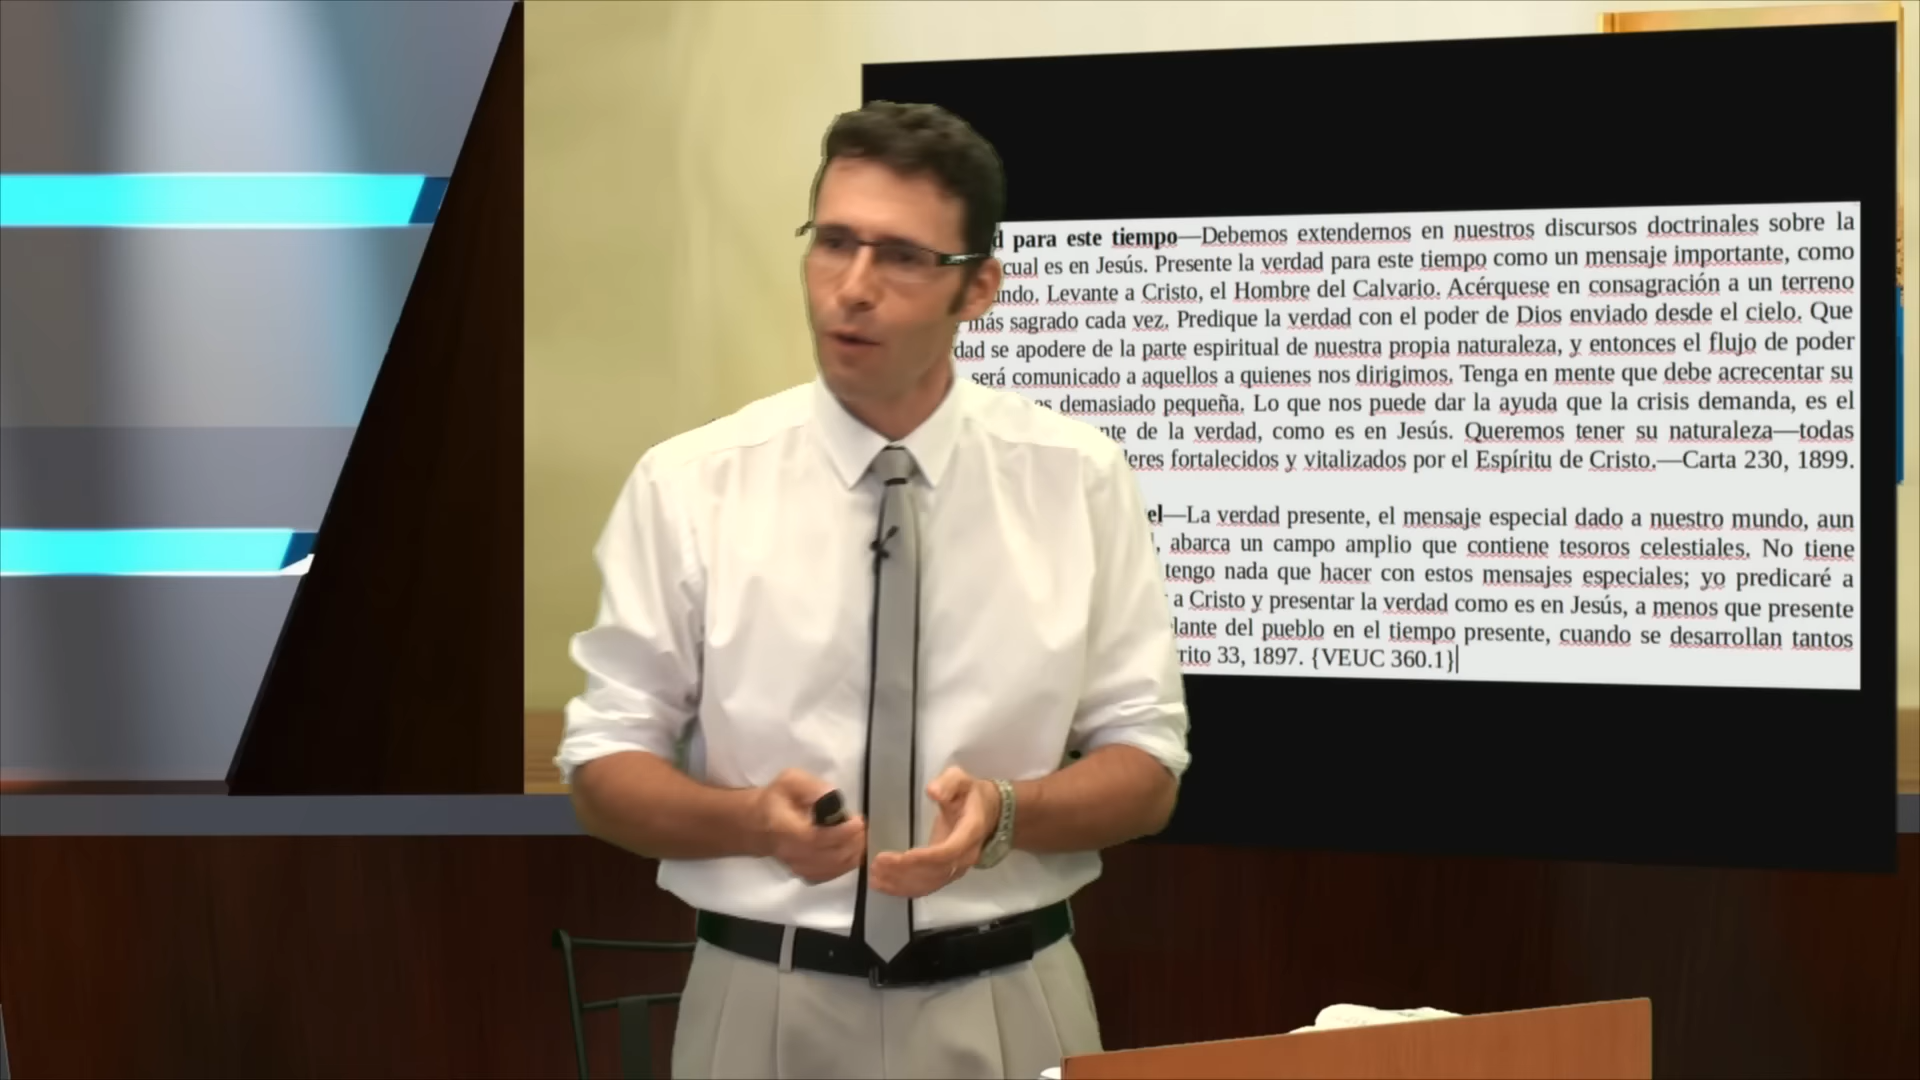 para este tiempo—Debemos extendernos en nuestros discursos doctrinales sobre la
cual es en Jesús. Presente la verdad para este tiempo como un mensaje importante, como
Levante a Cristo, el Hombre del Calvario. Acérquese en consagración a un terreno
más sagrado cada vez. Predique la verdad con el poder de Dios enviado desde el cielo. Que
se apodere de la parte espiritual de nuestra propia naturaleza, y entonces el flujo de poder
será comunicado a aquellos a quienes nos dirigimos. Tenga en mente que debe acrecentar su
demasiado pequeña. Lo que nos puede dar la ayuda que la crisis demanda, es el
de la verdad, como es en Jesús. Queremos tener su naturaleza—todas
fortalecidos y vitalizados por el Espíritu de Cristo.—Carta 230, 1899.
—La verdad presente, el mensaje especial dado a nuestro mundo, aun
abarca un campo amplio que contiene tesoros celestiales. No tiene
tengo nada que hacer con estos mensajes especiales; yo predicaré a
a Cristo y presentar la verdad como es en Jesús, a menos que presente
del pueblo en el tiempo presente, cuando se desarrollan tantos
33, 1897. {VEUC 360.1}